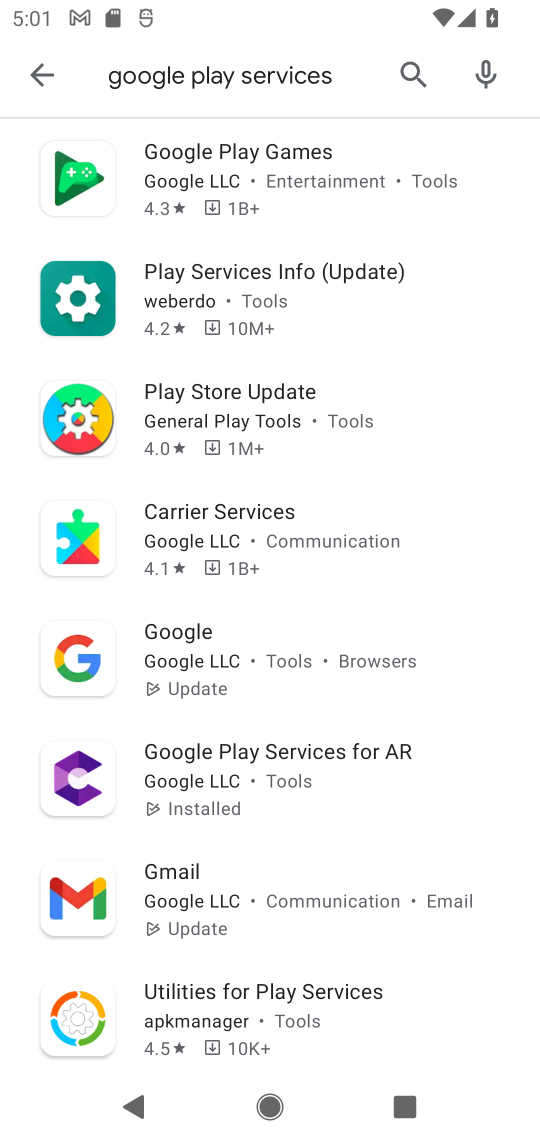 5:01
google play services
Google Play Games
Google LLC • Entertainment • Tools
4.3★ 1B+
Play Services Info (Update)
weberdo • Tools
4.2★ 10M+
Play Store Update
General Play Tools • Tools
4.0★ 1M+
Carrier Services
Google LLC • Communication
4.1★ 1B+
Google
Google LLC • Tools • Browsers
Update
Google Play Services for AR
Google LLC • Tools
Installed
Gmail
Google LLC • Communication • Email
Update
Utilities for Play Services
apkmanager • Tools
4.5★ 10K+